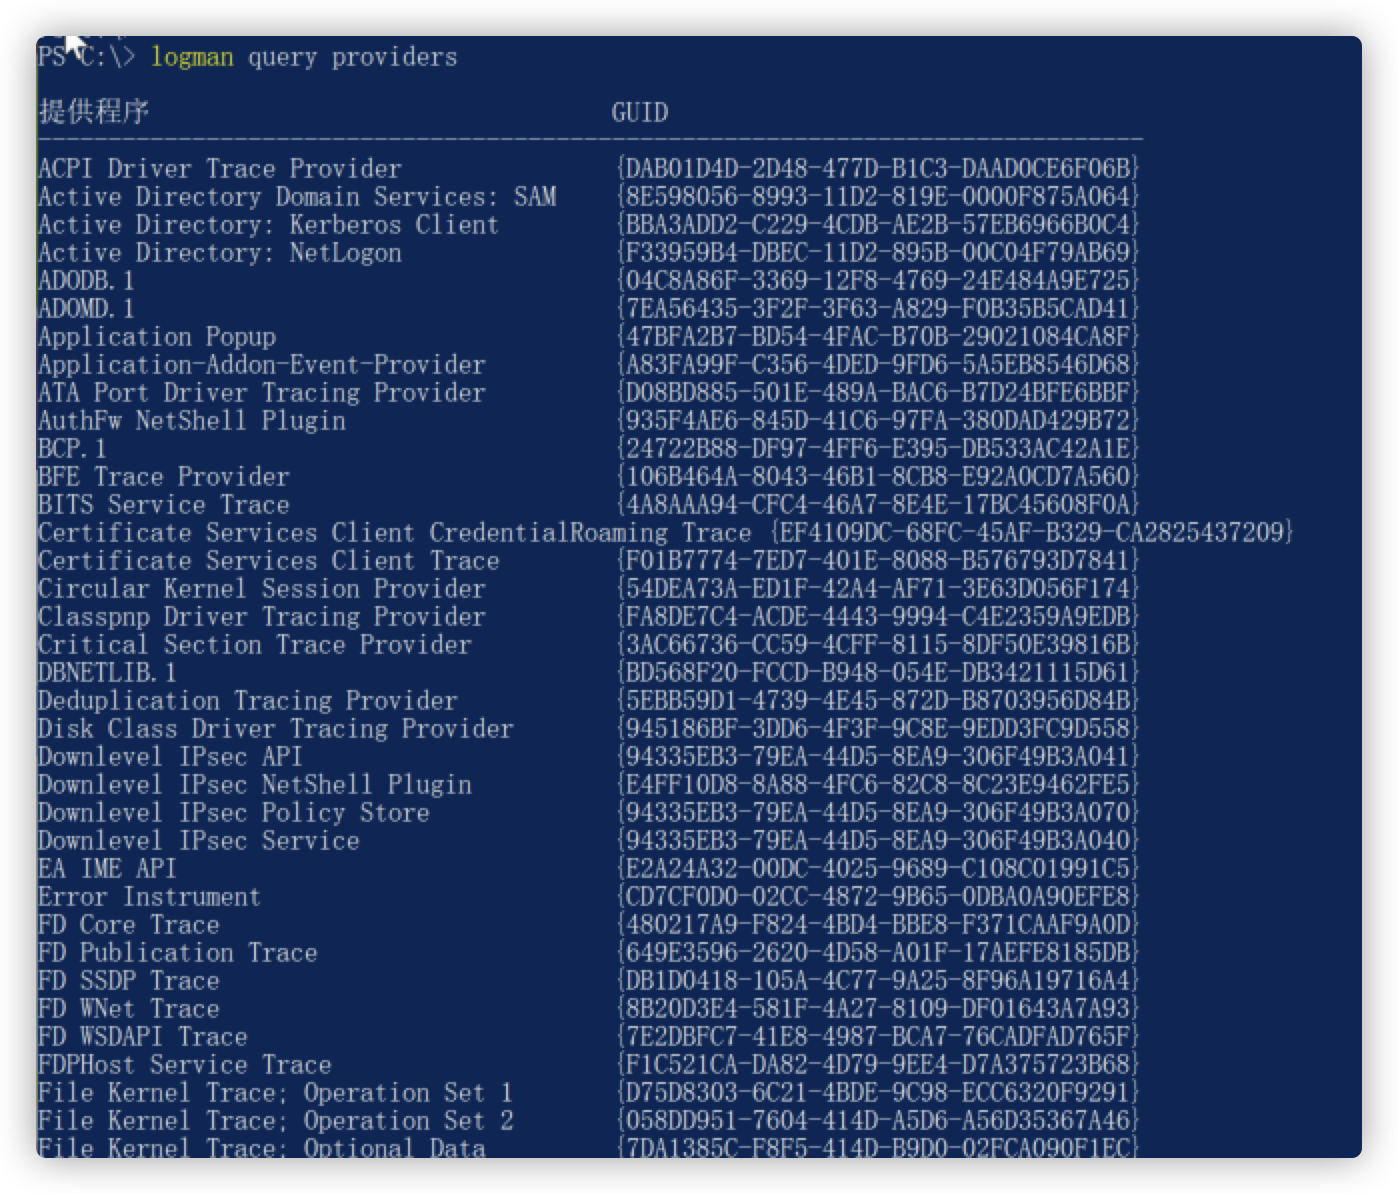 PS C:\> logman query providers
提供程序 GUID
ACPI Driver Trace Provider {DAB01D4D-2D48-477D-B1C3-DAAD0CE6F06B}
Active Directory Domain Services: SAM {8E598056-8993-11D2-819E-0000F875A064}
Active Directory: Kerberos Client {BBA3ADD2-C229-4CDB-AE2B-57EB6966B0C4}
Active Directory: NetLogon {F33959B4-DBEC-11D2-895B-00C04F79AB69}
ADODB.1 {04C8A86F-3369-12F8-4769-24E484A9E725}
ADOMD.1 {7EA56435-3F2F-3F63-A829-F0B35B5CAD41}
Application Popup {47BFA2B7-BD54-4FAC-B70B-29021084CA8F}
Application-Addon-Event-Provider {A83FA99F-C356-4DED-9FD6-5A5EB8546D68}
ATA Port Driver Tracing Provider {D08BD885-501E-489A-BAC6-B7D24BFE6BBF}
AuthFw NetShell Plugin {935F4AE6-845D-41C6-97FA-380DAD429B72}
BCP.1 {24722B88-DF97-4FF6-E395-DB533AC42A1E}
BFE Trace Provider {106B464A-8043-46B1-8CB8-E92A0CD7A560}
BITS Service Trace {4A8AAA94-CFC4-46A7-8E4E-17BC45608F0A}
Certificate Services Client CredentialRoaming Trace {EF4109DC-68FC-45AF-B329-CA2825437209}
Certificate Services Client Trace {F01B7774-7ED7-401E-8088-B576793D7841}
Circular Kernel Session Provider {54DEA73A-ED1F-42A4-AF71-3E63D056F174}
Classpnp Driver Tracing Provider {FA8DE7C4-ACDE-4443-9994-C4E2359A9EDB}
Critical Section Trace Provider {3AC66736-CC59-4CFF-8115-8DF50E39816B}
DBNETLIB.1 {BD568F20-FCCD-B948-054E-DB3421115D61}
Deduplication Tracing Provider {5EBB59D1-4739-4E45-872D-B8703956D84B}
Disk Class Driver Tracing Provider {945186BF-3DD6-4F3F-9C8E-9EDD3FC9D558}
Downlevel IPsec API {94335EB3-79EA-44D5-8EA9-306F49B3A041}
Downlevel IPsec NetShell Plugin {E4FF10D8-8A88-4FC6-82C8-8C23E9462FE5}
Downlevel IPsec Policy Store {94335EB3-79EA-44D5-8EA9-306F49B3A070}
Downlevel IPsec Service {94335EB3-79EA-44D5-8EA9-306F49B3A040}
EA IME API {E2A24A32-00DC-4025-9689-C108C01991C5}
Error Instrument {CD7CF0D0-02CC-4872-9B65-0DBA0A90EFE8}
FD Core Trace {480217A9-F824-4BD4-BBE8-F371CAAF9A0D}
FD Publication Trace {649E3596-2620-4D58-A01F-17AEFE8185DB}
FD SSDP Trace {DB1D0418-105A-4C77-9A25-8F96A19716A4}
FD WNet Trace {8B20D3E4-581F-4A27-8109-DF01643A7A93}
FD WSDAPI Trace {7E2DBFC7-41E8-4987-BCA7-76CADFAD765F}
FDPHost Service Trace {F1C521CA-DA82-4D79-9EE4-D7A375723B68}
File Kernel Trace; Operation Set 1 {D75D8303-6C21-4BDE-9C98-ECC6320F9291}
File Kernel Trace; Operation Set 2 {058DD951-7604-414D-A5D6-A56D35367A46}
File Kernel Trace; Optional Data {7DA1385C-F8F5-414D-B9D0-02FCA090F1EC}